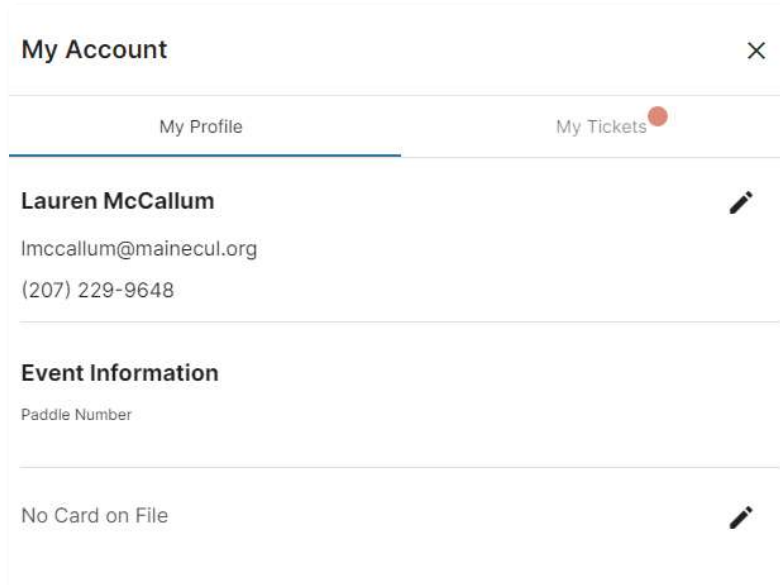 My Account
My Profile
My Tickets
Lauren McCallum
lmccallum@mainecul.org
(207) 229-9648
Event Information
Paddle Number
No Card on File